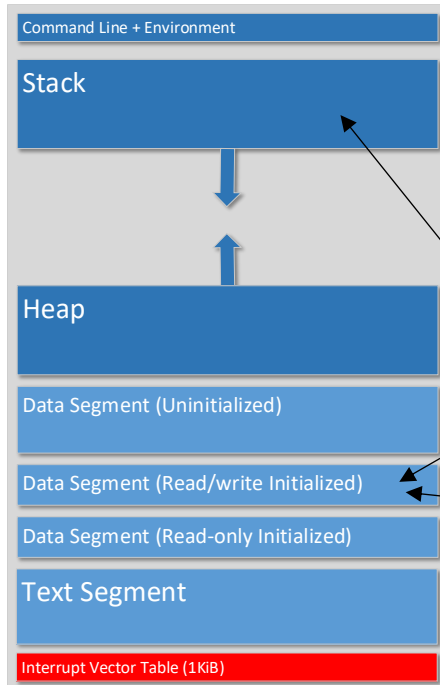 Command Line + Environment
Stack
Heap
Data Segment (Uninitialized)
Data Segment (Read/write Initialized)
Data Segment (Read-only Initialized)
Text Segment
Interrupt Vector Table (1KiB)